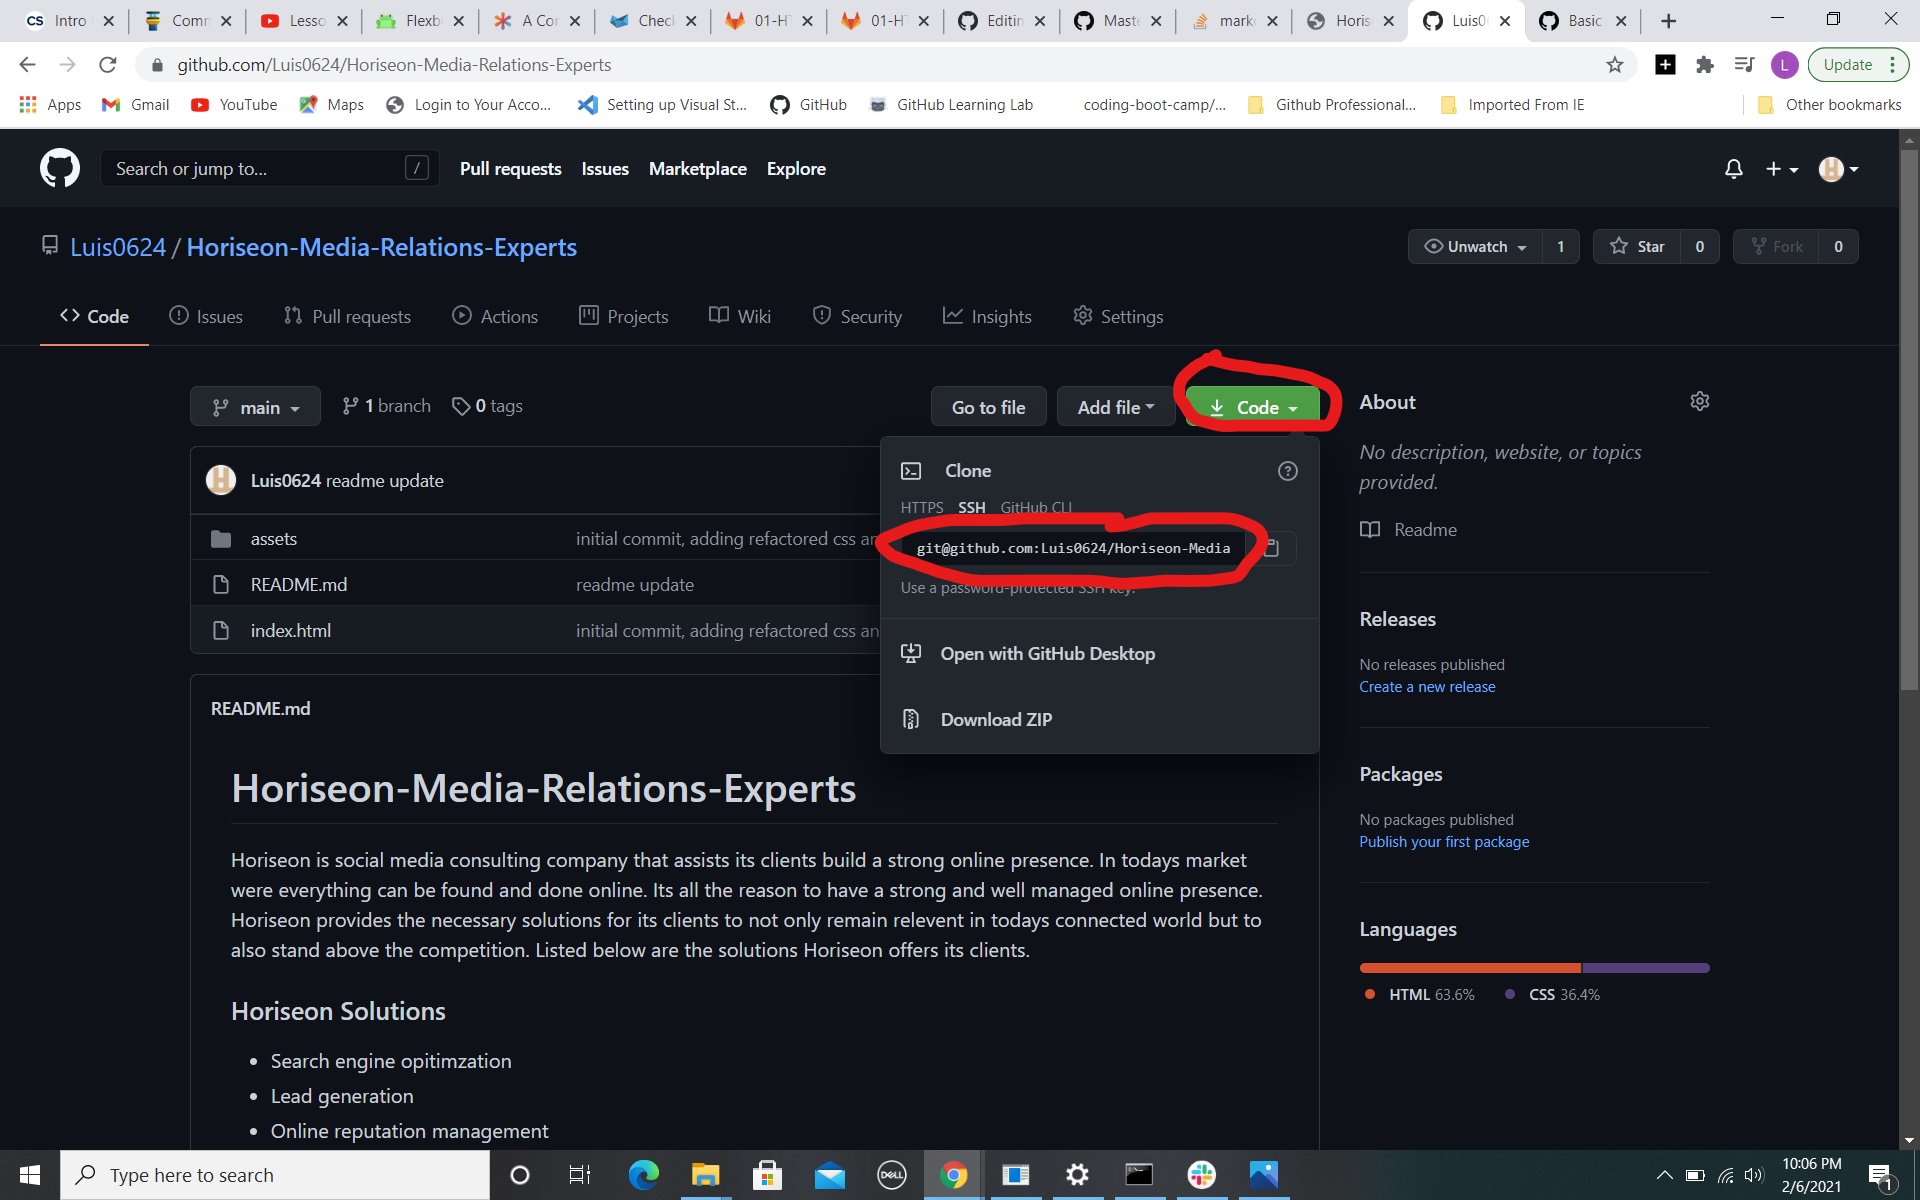 CS Intro Comm Lesso Flexb A Cor Check 01-HT 01-HT Editin Maste mark Horis Luis0 Basic
github.com/Luis0624/Horiseon-Media-Relations-Experts L Update
Apps Gmail YouTube Maps Login to Your Acco... Setting up Visual St... GitHub GitHub Learning Lab coding-boot-camp/... Github Professional... Imported From IE Other bookmarks
Search or jump to... / Pull requests Issues Marketplace Explore
Luis0624 / Horiseon-Media-Relations-Experts Unwatch 1 Star 0 Fork 0
Code Issues Pull requests Actions Projects Wiki Security Insights Settings
main 1 branch 0 tags Go to file Add file Code
Luis0624 readme update
assets initial commit, adding refactored css an
README.md readme update
index.html initial commit, adding refactored css an
Clone
HTTPS SSH GitHub CLI
git@github.com:Luis0624/Horiseon-Media
Use a password-protected SSH key.
Open with GitHub Desktop
Download ZIP
About
No description, website, or topics
provided.
Readme
Releases
No releases published
Create a new release
Packages
No packages published
Publish your first package
Languages
HTML 63.6% CSS 36.4%
README.md
Horiseon-Media-Relations-Experts
Horiseon is social media consulting company that assists its clients build a strong online presence. In todays market
were everything can be found and done online. Its all the reason to have a strong and well managed online presence.
Horiseon provides the necessary solutions for its clients to not only remain relevent in todays connected world but to
also stand above the competition. Listed below are the solutions Horiseon offers its clients.
Horiseon Solutions
• Search engine opitimzation
• Lead generation
• Online reputation management
Type here to search DELL 10:06 PM
2/6/2021 1